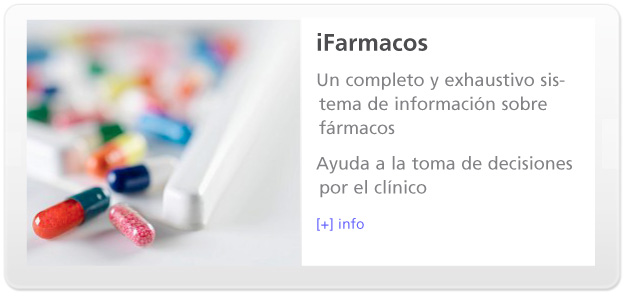 iFarmacos
Un completo y exhaustivo sis-
tema de información sobre
fármacos
Ayuda a la toma de decisiones
por el clínico
[+] info